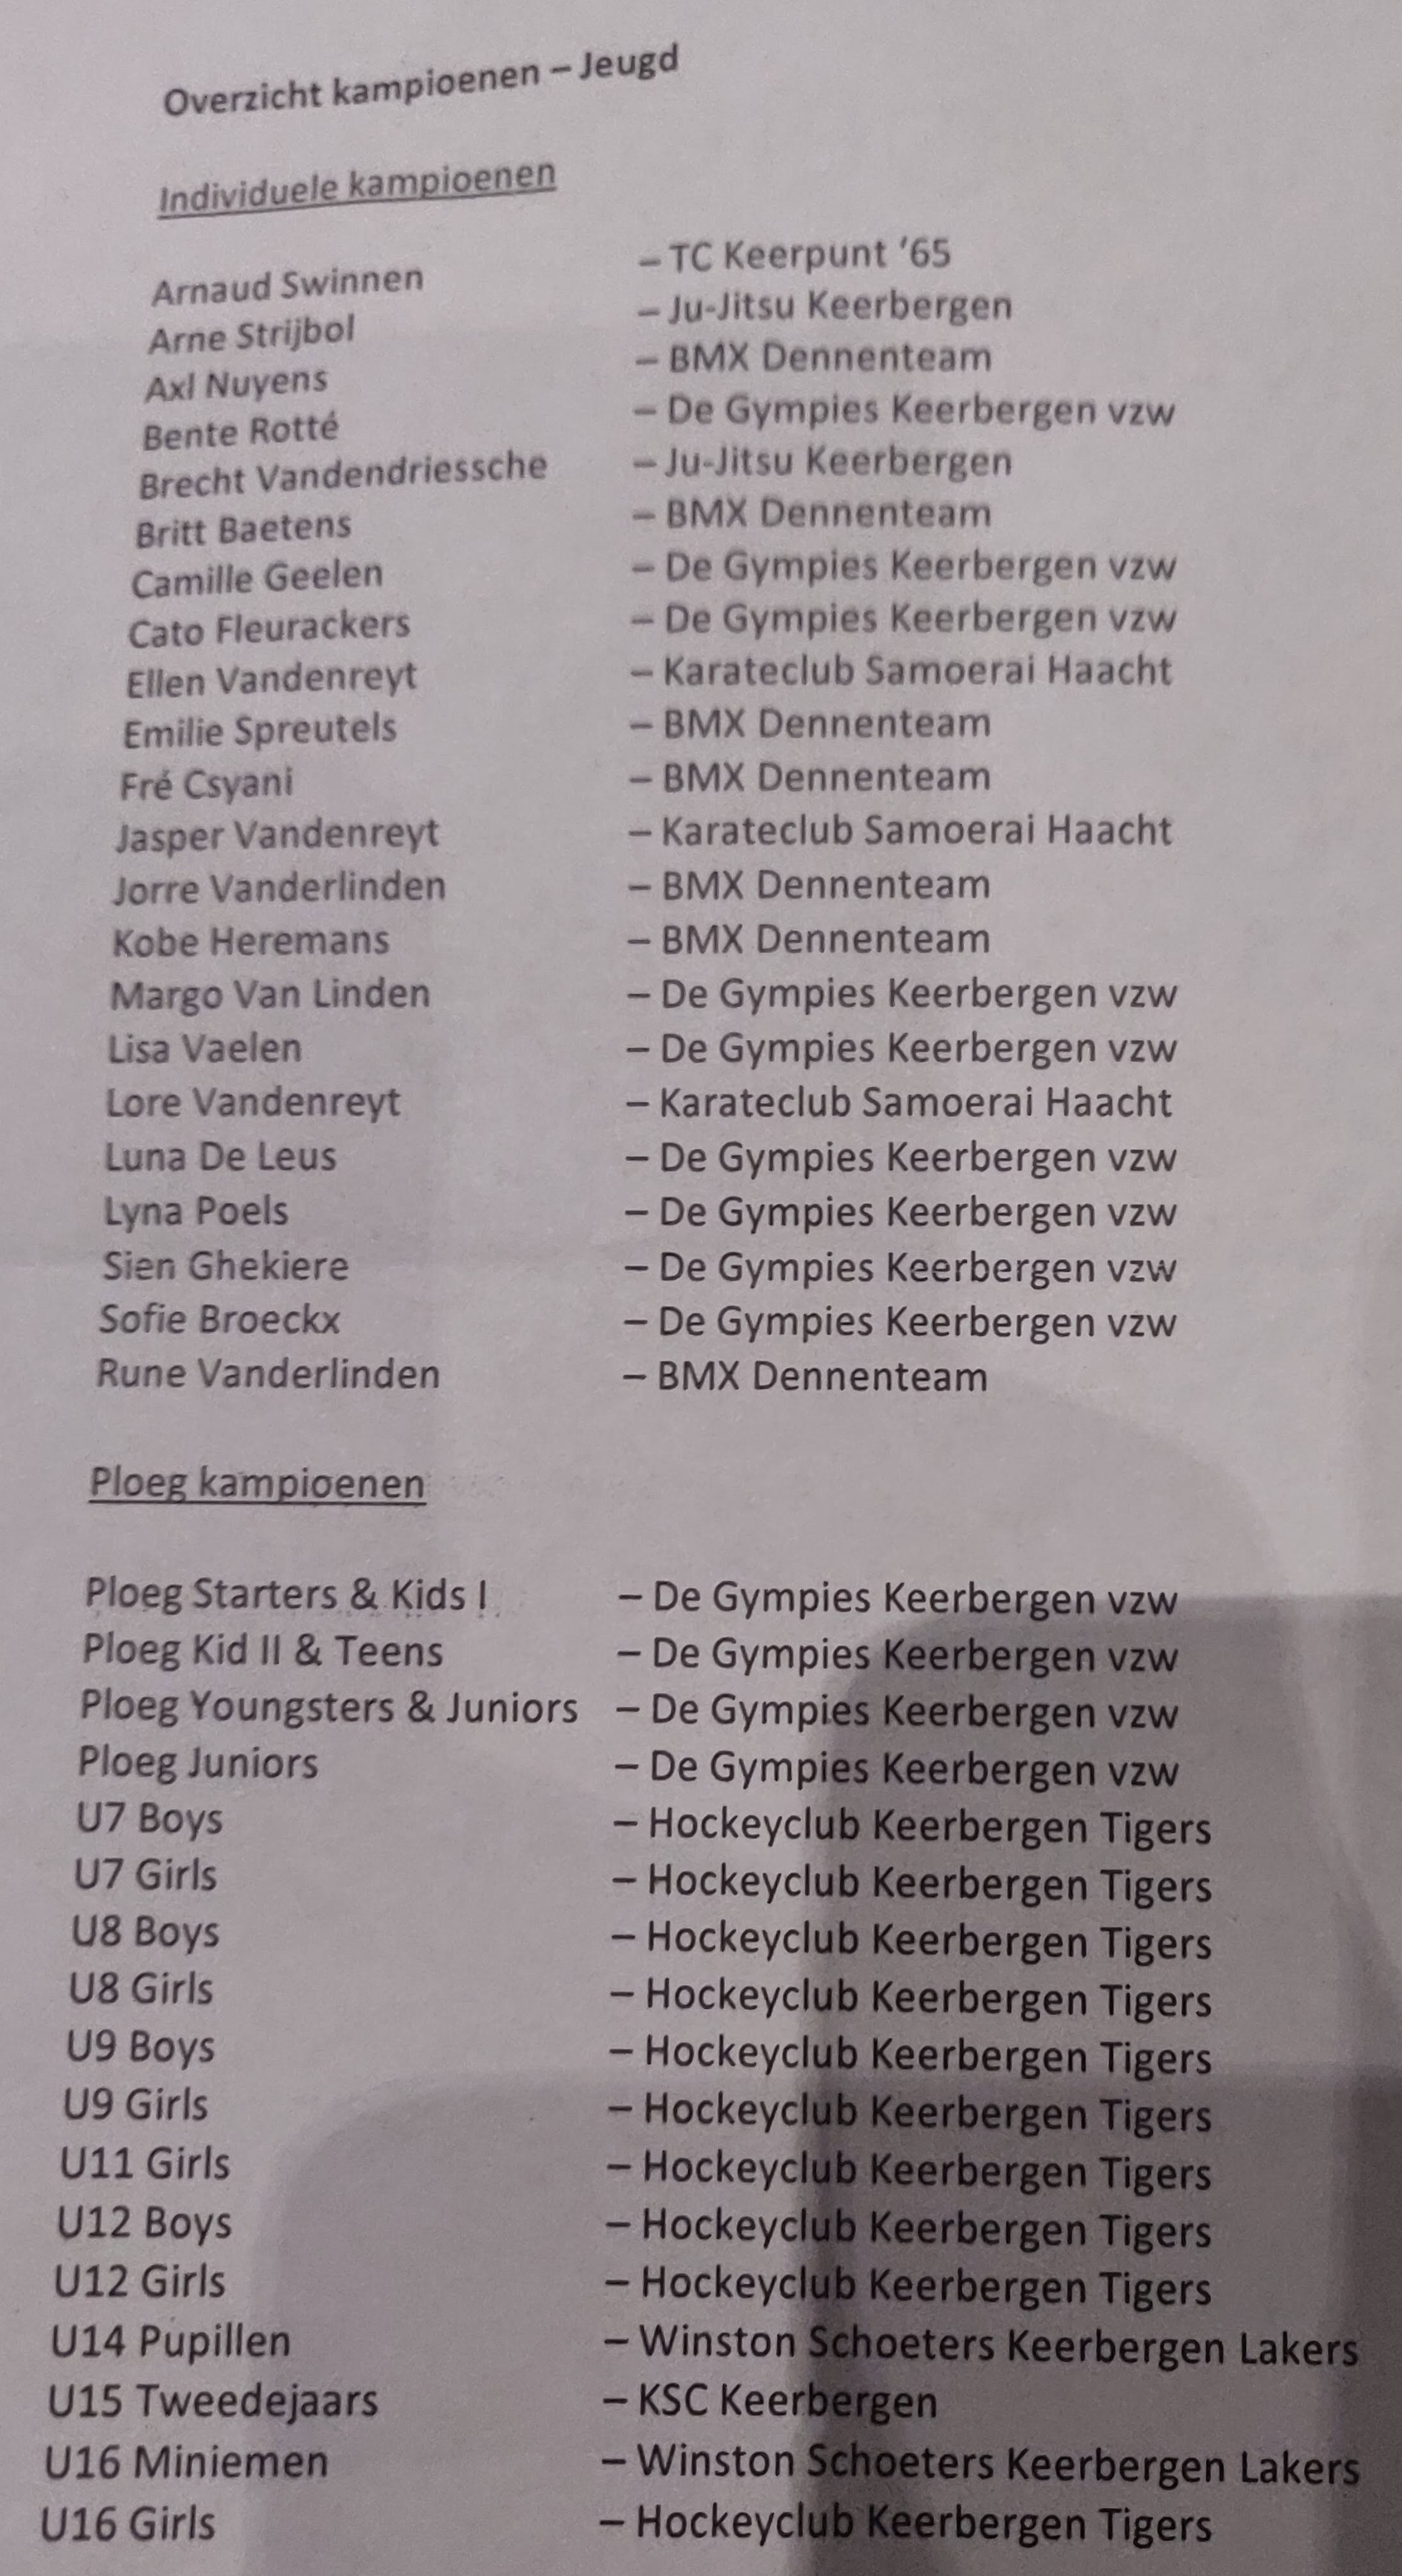 Overzicht kampioenen – Jeugd
Individuele kampioenen
Arnaud Swinnen – TC Keerpunt ‘65
Arne Strijbol – Ju-Jitsu Keerbergen
Axl Nuyens – BMX Dennenteam
Bente Rotté – De Gympies Keerbergen vzw
Brecht Vandendriessche – Ju-Jitsu Keerbergen
Britt Baetens – BMX Dennenteam
Camille Geelen – De Gympies Keerbergen vzw
Cato Fleurackers – De Gympies Keerbergen vzw
Ellen Vandenreyt – Karateclub Samoerai Haacht
Emilie Spreutels – BMX Dennenteam
Fré Csyani – BMX Dennenteam
Jasper Vandenreyt – Karateclub Samoerai Haacht
Jorre Vanderlinden – BMX Dennenteam
Kobe Heremans – BMX Dennenteam
Margo Van Linden – De Gympies Keerbergen vzw
Lisa Vaelen – De Gympies Keerbergen vzw
Lore Vandenreyt – Karateclub Samoerai Haacht
Luna De Leus – De Gympies Keerbergen vzw
Lyna Poels – De Gympies Keerbergen vzw
Sien Ghekiere – De Gympies Keerbergen vzw
Sofie Broeckx – De Gympies Keerbergen vzw
Rune Vanderlinden – BMX Dennenteam
Ploeg kampioenen
Ploeg Starters & Kids I – De Gympies Keerbergen vzw
Ploeg Kid II & Teens – De Gympies Keerbergen vzw
Ploeg Youngsters & Juniors – De Gympies Keerbergen vzw
Ploeg Juniors – De Gympies Keerbergen vzw
U7 Boys – Hockeyclub Keerbergen Tigers
U7 Girls – Hockeyclub Keerbergen Tigers
U8 Boys – Hockeyclub Keerbergen Tigers
U8 Girls – Hockeyclub Keerbergen Tigers
U9 Boys – Hockeyclub Keerbergen Tigers
U9 Girls – Hockeyclub Keerbergen Tigers
U11 Girls – Hockeyclub Keerbergen Tigers
U12 Boys – Hockeyclub Keerbergen Tigers
U12 Girls – Hockeyclub Keerbergen Tigers
U14 Pupillen – Winston Schoeters Keerbergen Lakers
U15 Tweedejaars – KSC Keerbergen
U16 Miniemen – Winston Schoeters Keerbergen Lakers
U16 Girls – Hockeyclub Keerbergen Tigers